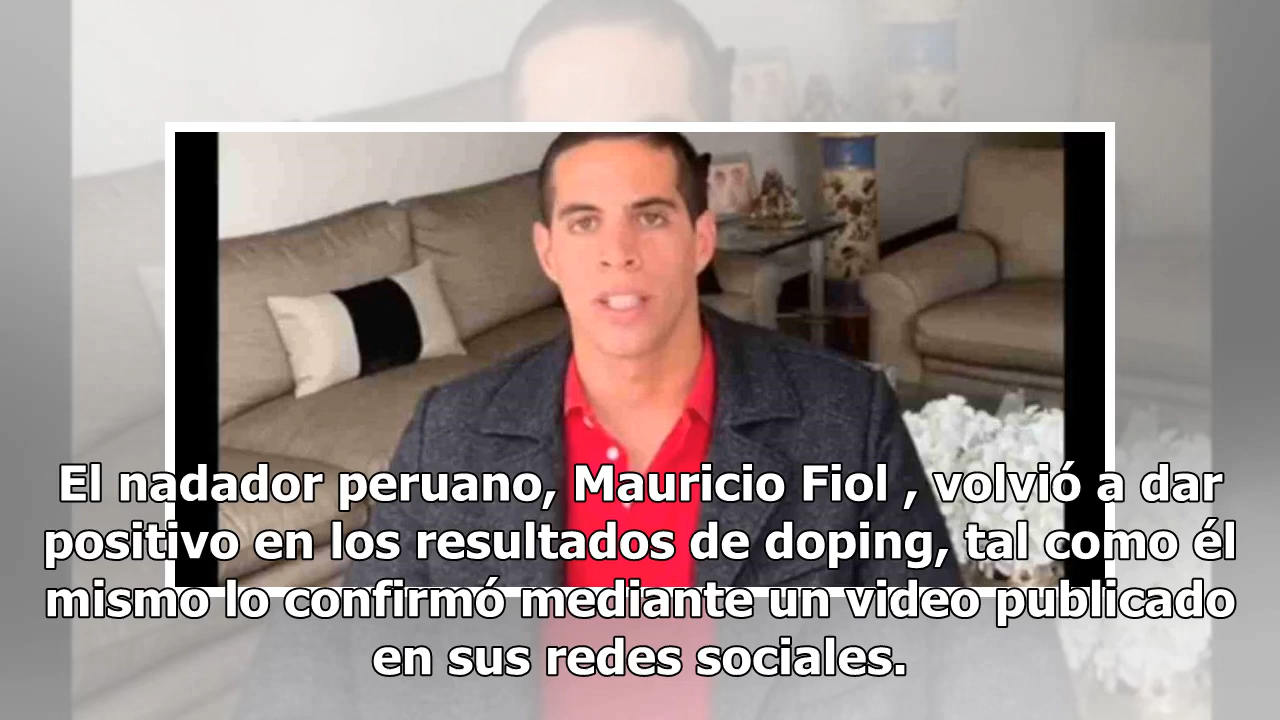 El nadador peruano, Mauricio Fiol , volvió a dar
positivo en los resultados de doping, tal como él
mismo lo confirmó mediante un video publicado
en sus redes sociales.